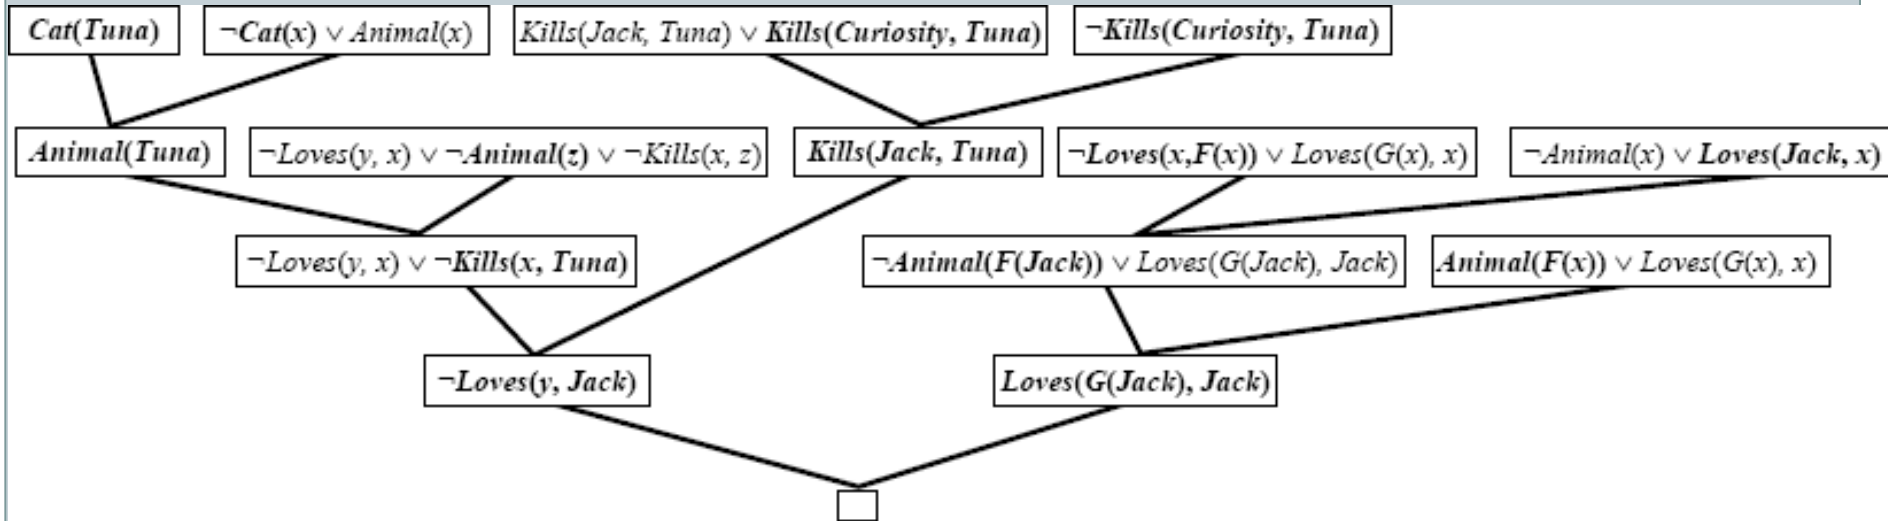 Cat(Tuna) ¬Cat(x) ∨ Animal(x) Kills(Jack, Tuna) ∨ Kills(Curiosity, Tuna) ¬Kills(Curiosity, Tuna)
Animal(Tuna) ¬Loves(y, x) ∨ ¬Animal(z) ∨ ¬Kills(x, z) Kills(Jack, Tuna) ¬Loves(x,F(x)) ∨ Loves(G(x), x) ¬Animal(x) ∨ Loves(Jack, x)
¬Loves(y, x) ∨ ¬Kills(x, Tuna) ¬Animal(F(Jack)) ∨ Loves(G(Jack), Jack) Animal(F(x)) ∨ Loves(G(x), x)
¬Loves(y, Jack) Loves(G(Jack), Jack)